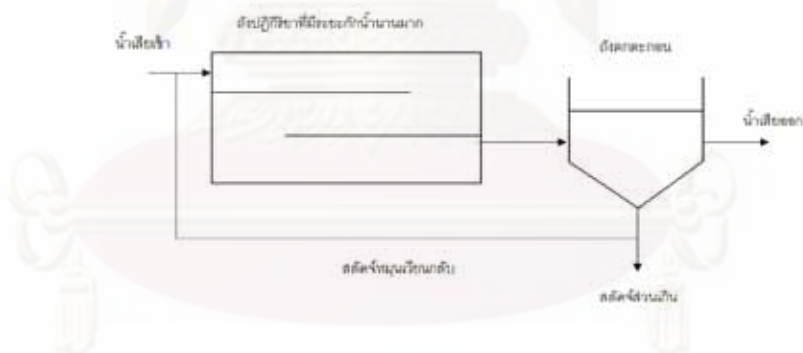 ถังปฏิกิริยาที่มีระยะกักน้ำนานมาก
น้ำเสียเข้า
ถังตกตะกอน
น้ำเสียออก
สลัดจ์หมุนเวียนกลับ
สลัดจ์ส่วนเกิน